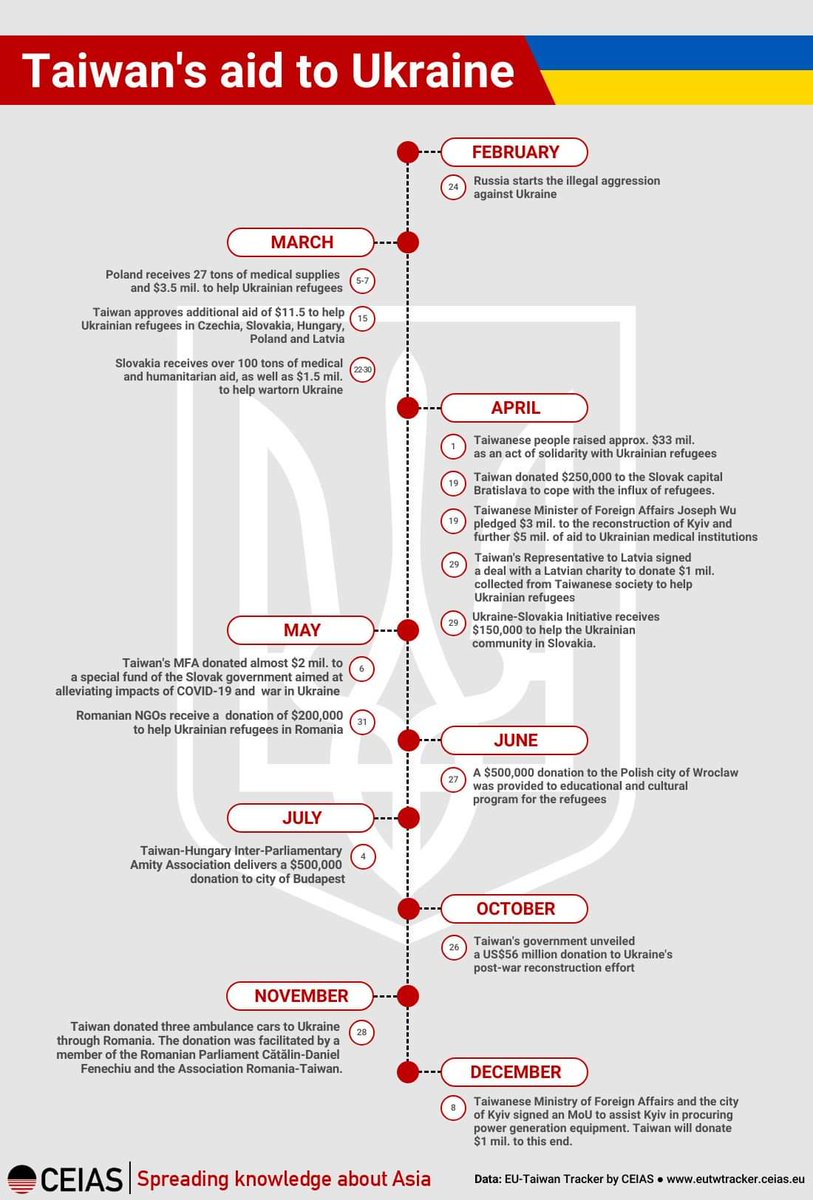 Taiwan's aid to Ukraine
FEBRUARY
24
Russia starts the illegal aggression
against Ukraine
MARCH
Poland receives 27 tons of medical supplies
and $3.5 mil. to help Ukrainian refugees
5-7
Taiwan approves additional aid of $11.5 to help
Ukrainian refugees in Czechia, Slovakia, Hungary,
Poland and Latvia
15
Slovakia receives over 100 tons of medical
and humanitarian aid, as well as $1.5 mil.
to help wartorn Ukraine
22-30
APRIL
1
Taiwanese people raised approx. $33 mil.
as an act of solidarity with Ukrainian refugees
19
Taiwan donated $250,000 to the Slovak capital
Bratislava to cope with the influx of refugees.
19
Taiwanese Minister of Foreign Affairs Joseph Wu
pledged $3 mil. to the reconstruction of Kyiv and
further $5 mil. of aid to Ukrainian medical institutions
29
Taiwan's Representative to Latvia signed
a deal with a Latvian charity to donate $1 mil.
collected from Taiwanese society to help
Ukrainian refugees
29
Ukraine-Slovakia Initiative receives
$150,000 to help the Ukrainian
community in Slovakia.
MAY
Taiwan's MFA donated almost $2 mil. to
a special fund of the Slovak government aimed at
alleviating impacts of COVID-19 and war in Ukraine
6
Romanian NGOs receive a donation of $200,000
to help Ukrainian refugees in Romania
31
JUNE
27
A $500,000 donation to the Polish city of Wroclaw
was provided to educational and cultural
program for the refugees
JULY
Taiwan-Hungary Inter-Parliamentary
Amity Association delivers a $500,000
donation to city of Budapest
4
OCTOBER
26
Taiwan's government unveiled
a US$56 million donation to Ukraine's
post-war reconstruction effort
NOVEMBER
Taiwan donated three ambulance cars to Ukraine
through Romania. The donation was facilitated by a
member of the Romanian Parliament Cătălin-Daniel
Fenechiu and the Association Romania-Taiwan.
28
DECEMBER
8
Taiwanese Ministry of Foreign Affairs and the city
of Kyiv signed an MoU to assist Kyiv in procuring
power generation equipment. Taiwan will donate
$1 mil. to this end.
CEIAS Spreading knowledge about Asia
Data: EU-Taiwan Tracker by CEIAS ● www.eutwtracker.ceias.eu